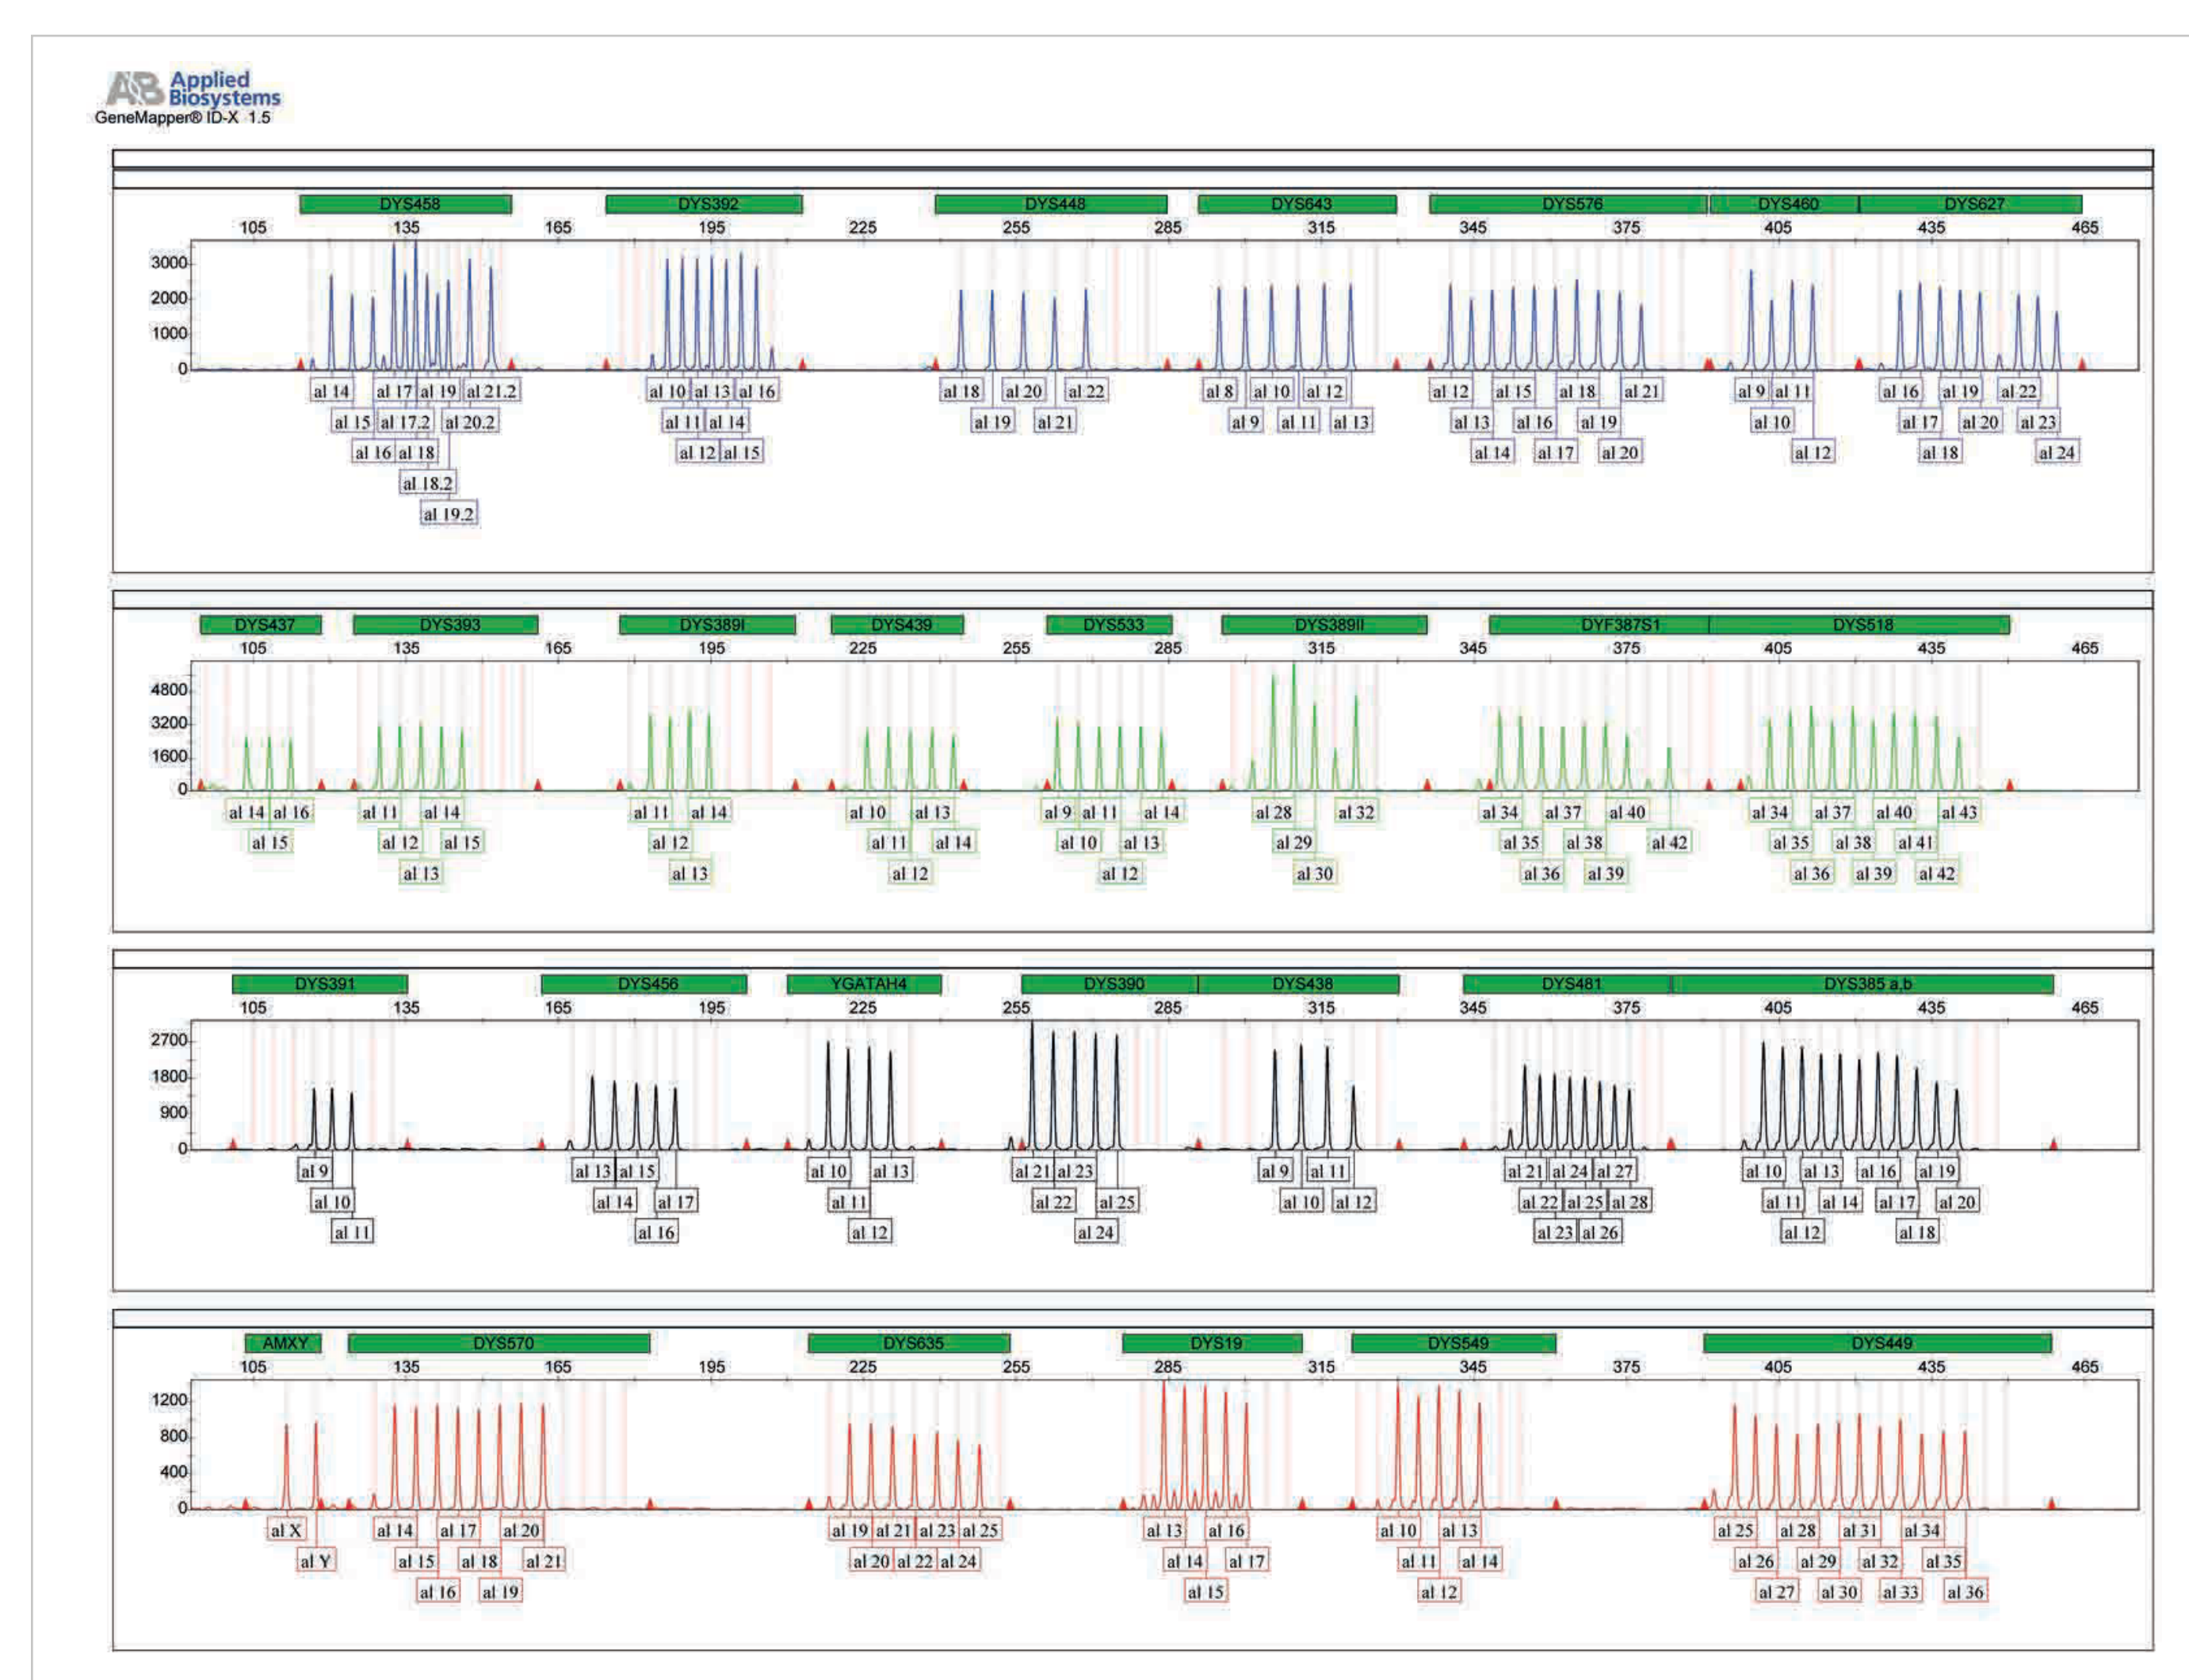 AB Applied
Biosystems
GeneMapper® ID-X 1.5
DYS458 DYS392 DYS448 DYS643 DYS576 DYS460 DYS627
105 135 165 195 225 255 285 315 345 375 405 435 465
3000
2000
1000
0
al 14 al 17 al 19 al 21.2 al 10 al 13 al 16 al 18 al 20 al 22 al 8 al 10 al 12 al 12 al 15 al 18 al 21 al 9 al 11 al 16 al 19 al 22
al 15 al 17.2 al 20.2 al 11 al 14 al 19 al 21 al 9 al 11 al 13 al 13 al 16 al 19 al 10 al 17 al 20 al 23
al 16 al 18 al 12 al 15 al 14 al 17 al 20 al 12 al 18 al 24
al 18.2
al 19.2
DYS437 DYS393 DYS389I DYS439 DYS533 DYS389II DYF387S1 DYS518
105 135 165 195 225 255 285 315 345 375 405 435 465
4800
3200
1600
0
al 14 al 16 al 11 al 14 al 11 al 14 al 10 al 13 al 9 al 11 al 14 al 28 al 32 al 34 al 37 al 40 al 34 al 37 al 40 al 43
al 15 al 12 al 15 al 12 al 11 al 14 al 10 al 13 al 29 al 35 al 38 al 42 al 35 al 38 al 41
al 13 al 13 al 12 al 12 al 30 al 36 al 39 al 36 al 39 al 42
DYS391 DYS456 YGATAH4 DYS390 DYS438 DYS481 DYS385 a,b
105 135 165 195 225 255 285 315 345 375 405 435 465
2700
1800
900
0
al 9 al 13 al 15 al 10 al 13 al 21 al 23 al 9 al 11 al 21 al 24 al 27 al 10 al 13 al 16 al 19
al 10 al 14 al 17 al 11 al 22 al 25 al 10 al 12 al 22 al 25 al 28 al 11 al 14 al 17 al 20
al 11 al 16 al 12 al 24 al 23 al 26 al 12 al 18
AMXY DYS570 DYS635 DYS19 DYS549 DYS449
105 135 165 195 225 255 285 315 345 375 405 435 465
1200
800
400
0
al X al 14 al 17 al 20 al 19 al 21 al 23 al 25 al 13 al 16 al 10 al 13 al 25 al 28 al 31 al 34
al Y al 15 al 18 al 21 al 20 al 22 al 24 al 14 al 17 al 11 al 14 al 26 al 29 al 32 al 35
al 16 al 19 al 15 al 12 al 27 al 30 al 33 al 36